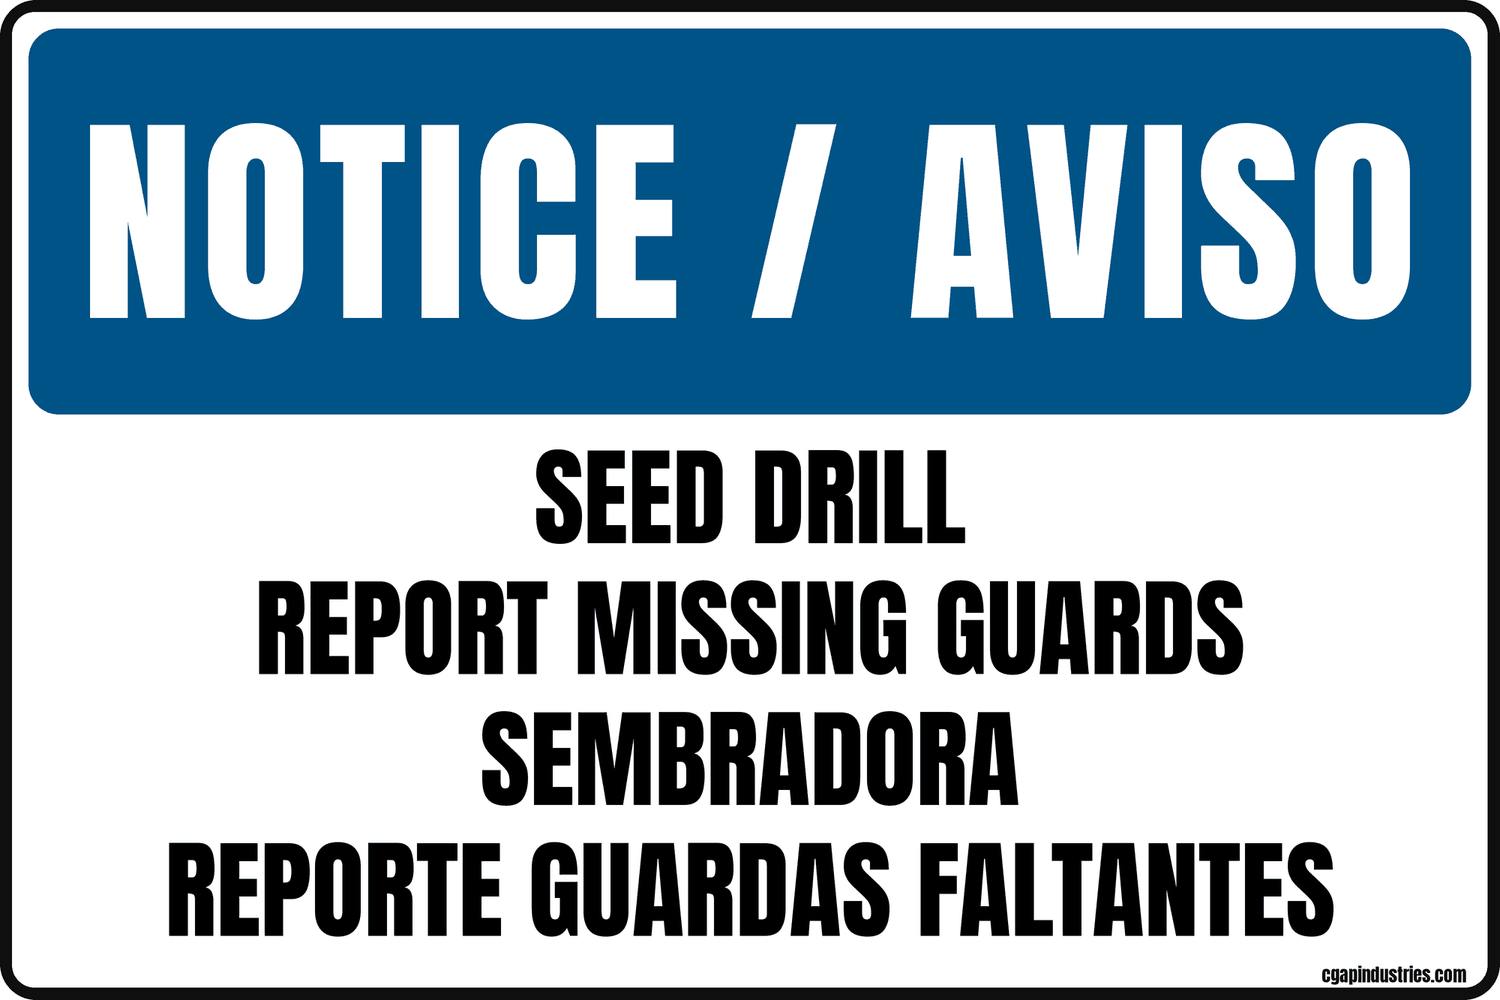 NOTICE / AVISO
SEED DRILL
REPORT MISSING GUARDS
SEMBRADORA
REPORTE GUARDAS FALTANTES
cgapindustries.com